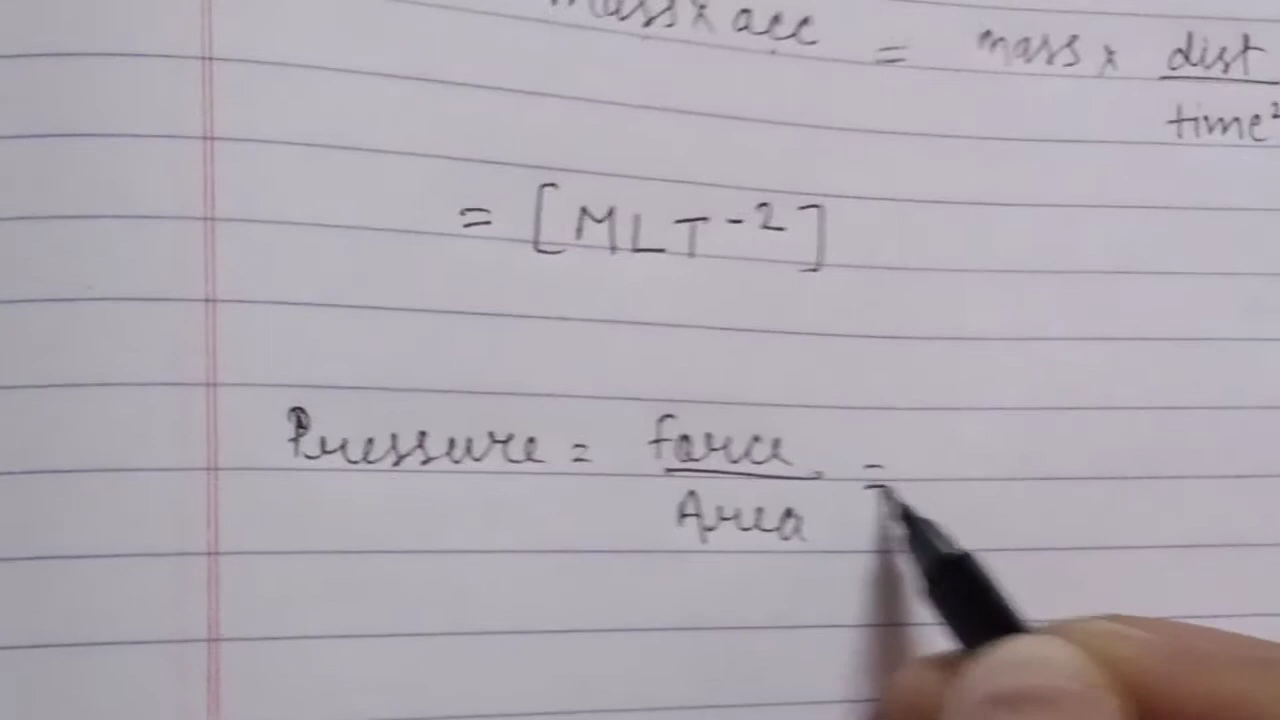 mass x acc = mass x dist / time²
= [MLT⁻²]
Pressure = force / Area =